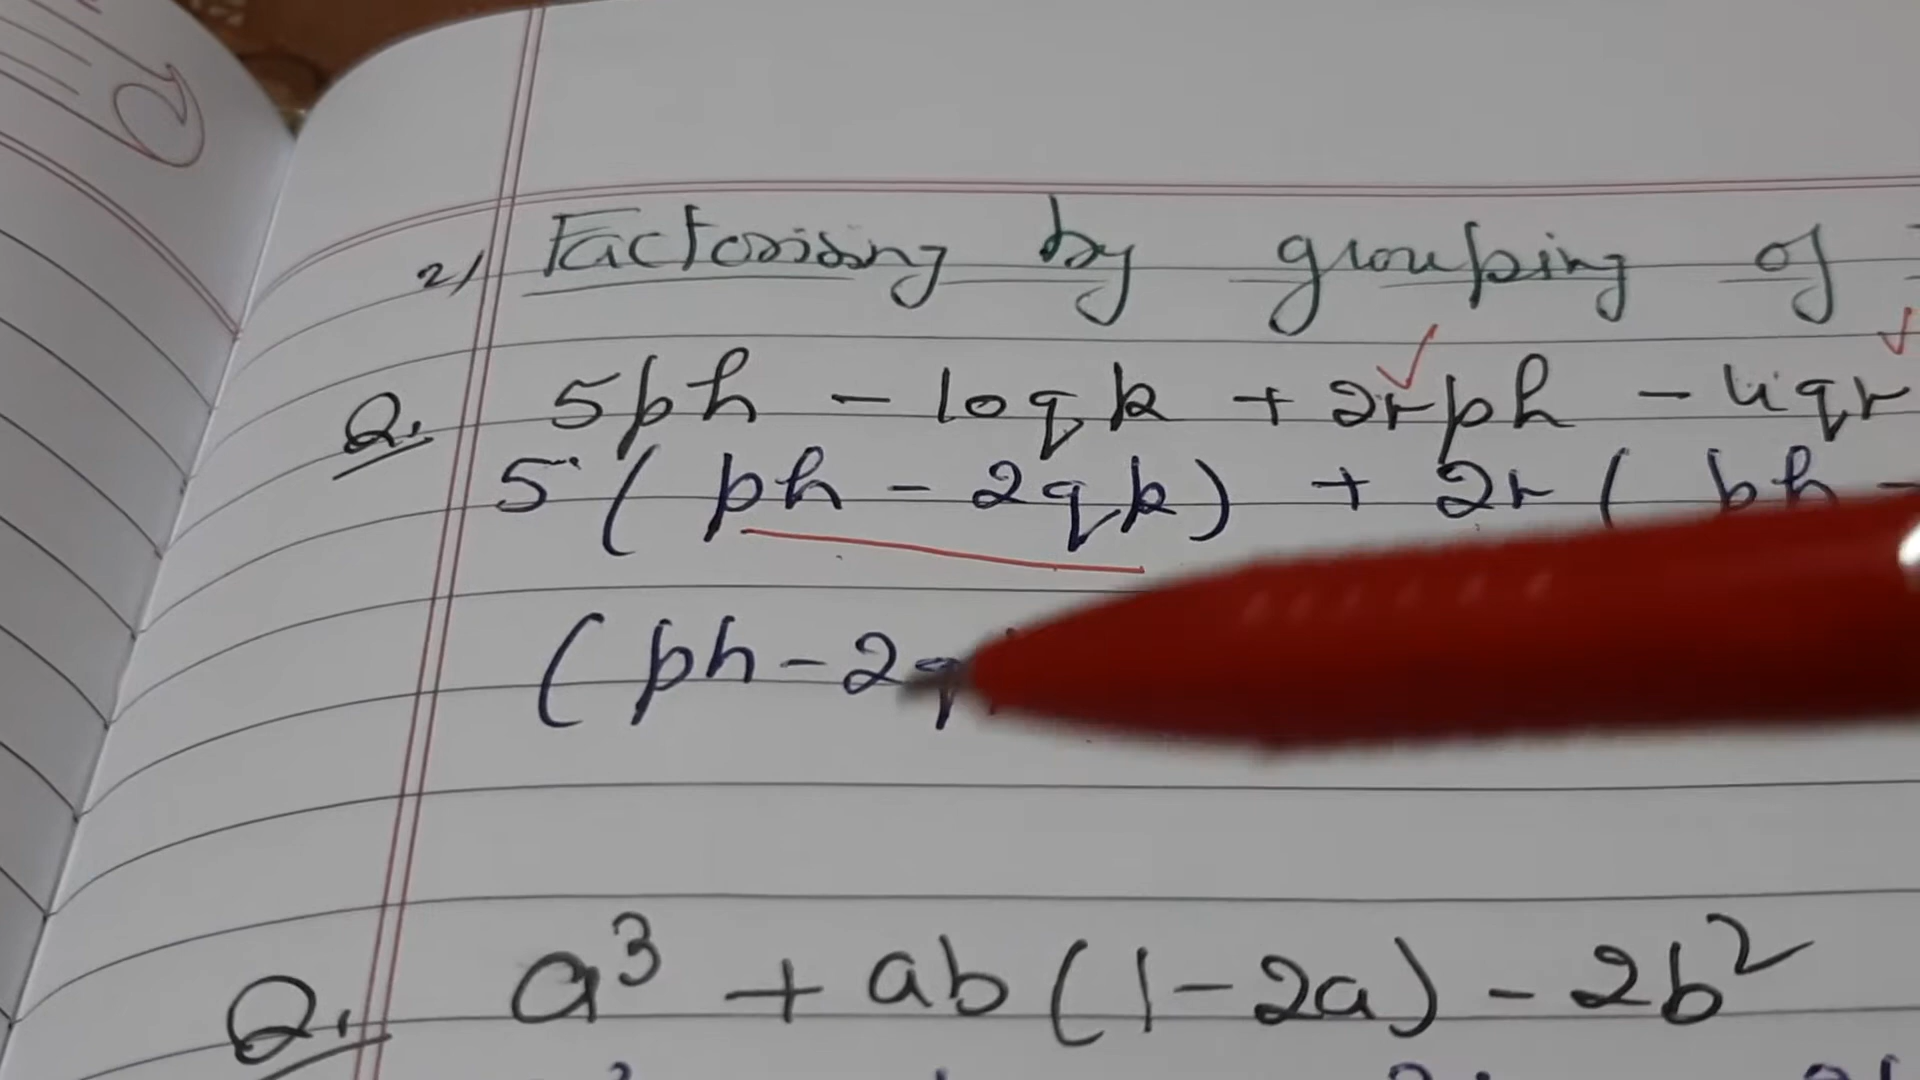 2) Factorising by grouping of
Q. 5ph - 10qk + 2rph - 4qr
5 ( ph - 2qk ) + 2r ( ph -
( ph - 2q
Q. a³ + ab ( 1 - 2a ) - 2b²